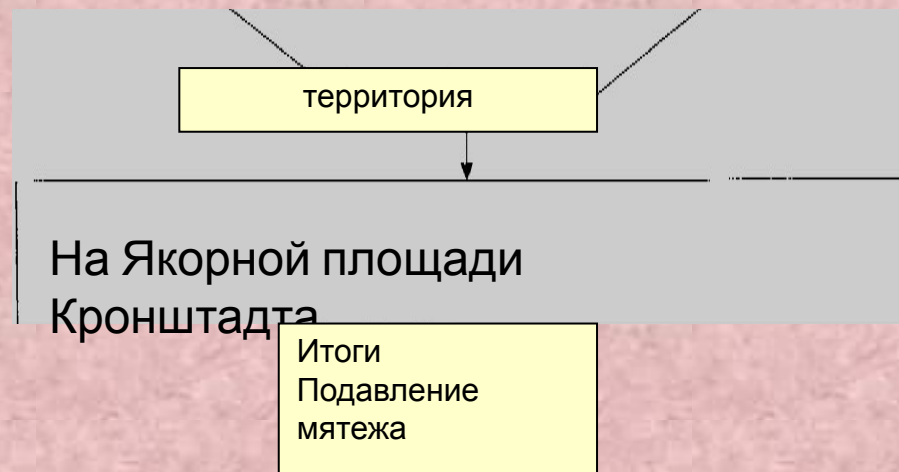 территория
На Якорной площади
Кронштадта
Итоги
Подавление
мятежа